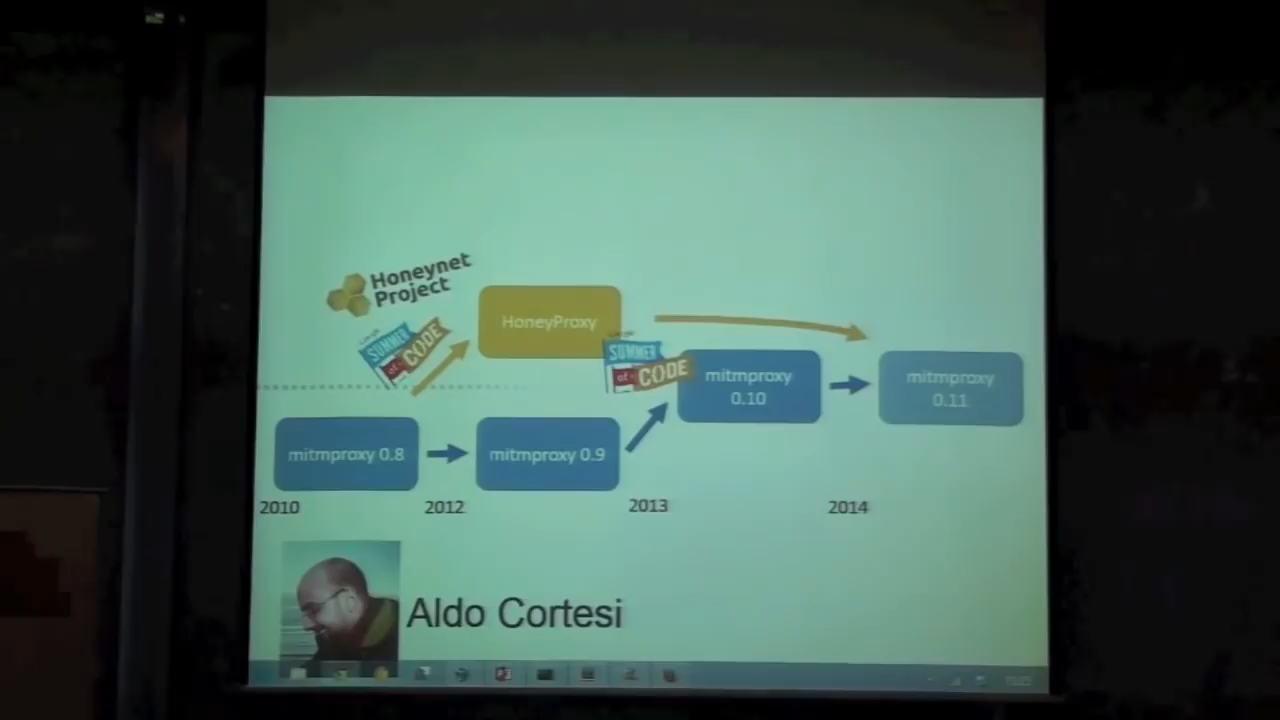 Honeynet
Project
SUMMER
of
CODE
HoneyProxy
SUMMER
of
CODE
mitmproxy
0.10
mitmproxy
0.11
mitmproxy 0.8
mitmproxy 0.9
2010
2012
2013
2014
Aldo Cortesi